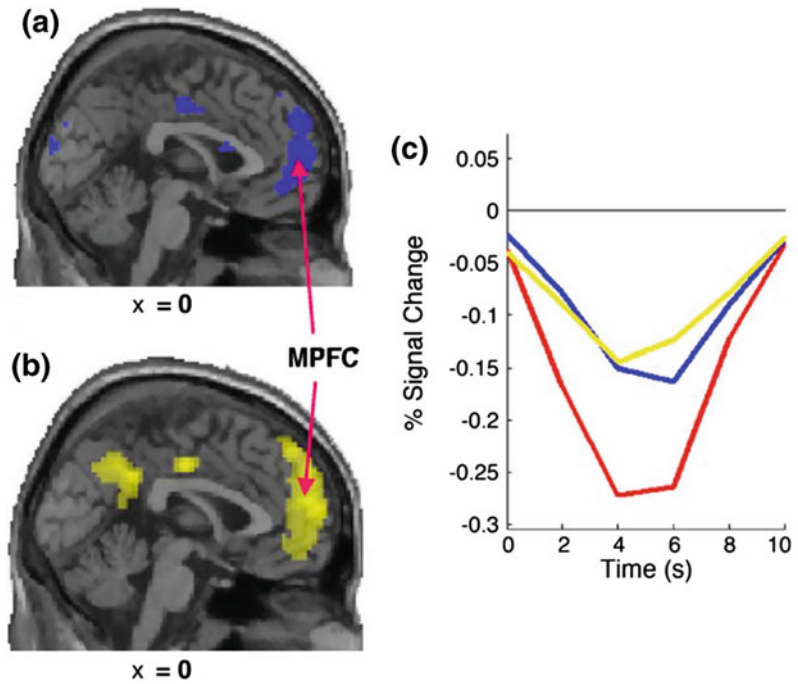 (a)
x = 0
MPFC
(b)
x = 0
(c)
% Signal Change
0.05
0
-0.05
-0.1
-0.15
-0.2
-0.25
-0.3
0 2 4 6 8 10
Time (s)